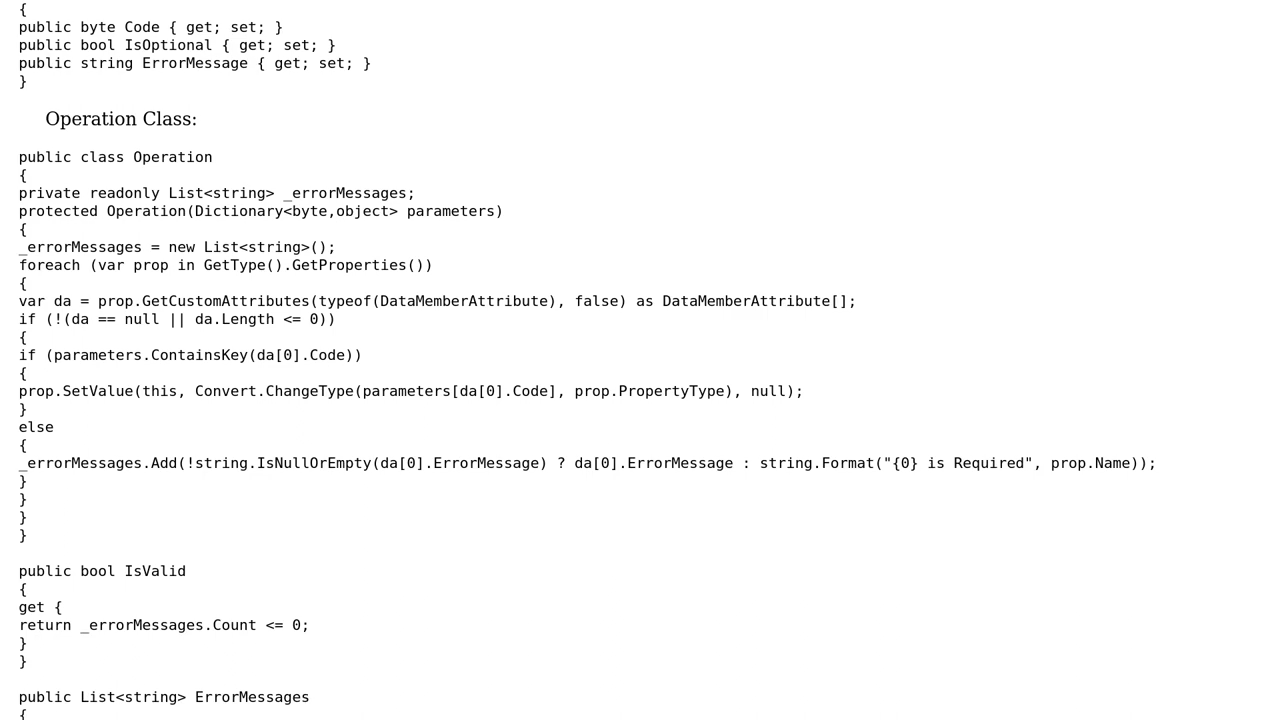 {
public byte Code { get; set; }
public bool IsOptional { get; set; }
public string ErrorMessage { get; set; }
}
Operation Class:
public class Operation
{
private readonly List<string> _errorMessages;
protected Operation(Dictionary<byte,object> parameters)
{
_errorMessages = new List<string>();
foreach (var prop in GetType().GetProperties())
{
var da = prop.GetCustomAttributes(typeof(DataMemberAttribute), false) as DataMemberAttribute[];
if (!(da == null || da.Length <= 0))
{
if (parameters.ContainsKey(da[0].Code))
{
prop.SetValue(this, Convert.ChangeType(parameters[da[0].Code], prop.PropertyType), null);
}
else
{
_errorMessages.Add(!string.IsNullOrEmpty(da[0].ErrorMessage) ? da[0].ErrorMessage : string.Format("{0} is Required", prop.Name));
}
}
}
}
public bool IsValid
{
get {
return _errorMessages.Count <= 0;
}
}
public List<string> ErrorMessages
{